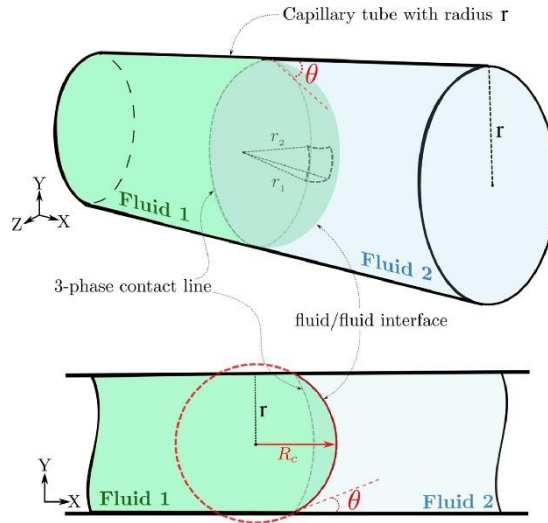 Capillary tube with radius r
θ
r₂
r
r₁
Y
Z
X
Fluid 1
Fluid 2
3-phase contact line
fluid/fluid interface
r
R_c
Y
X
Fluid 1
θ
Fluid 2